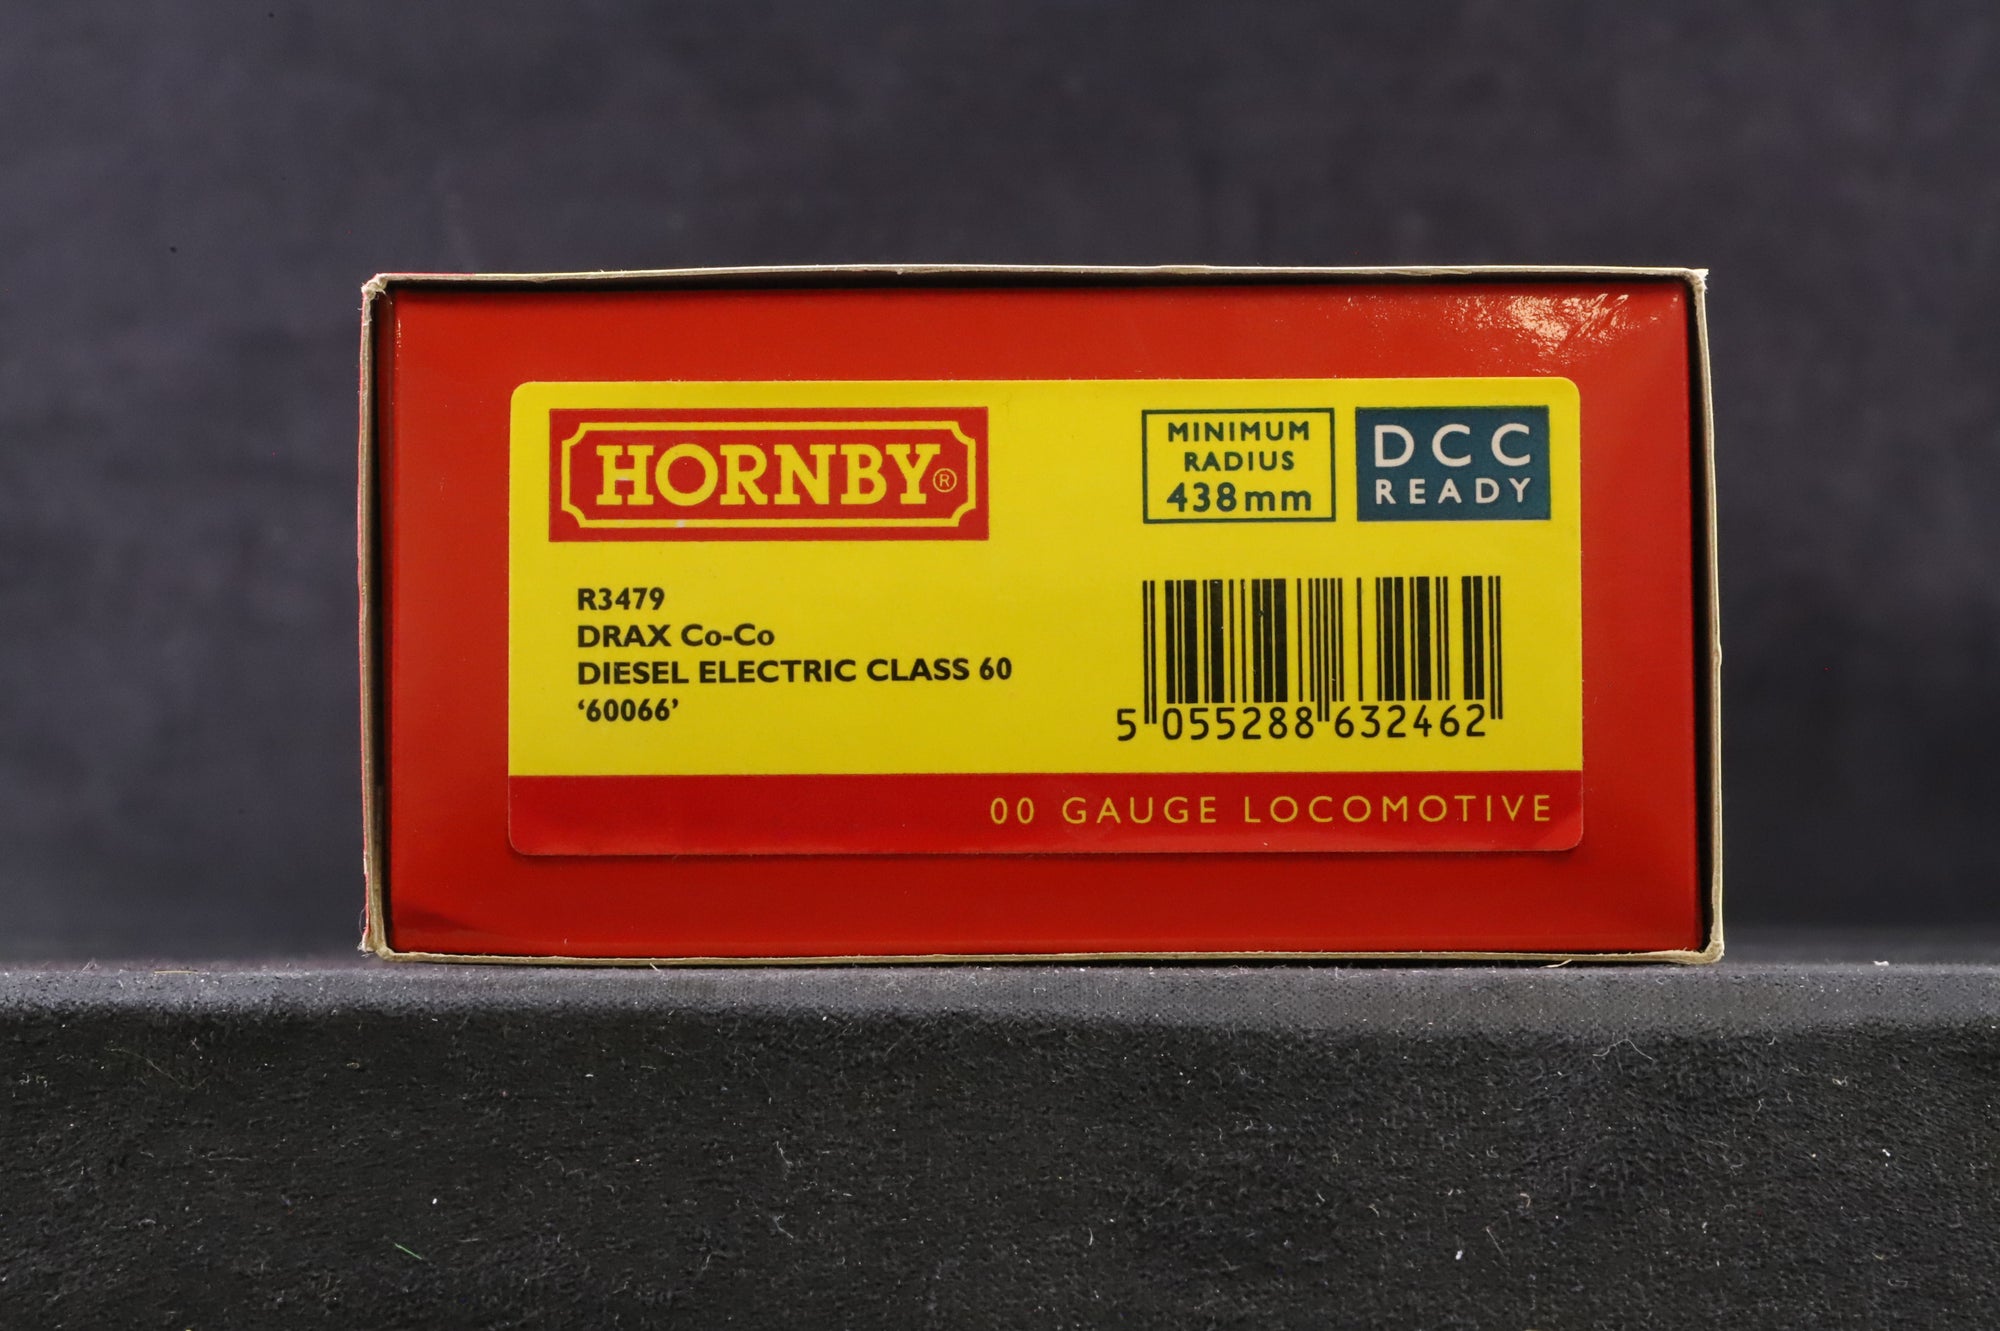 HORNBY®
MINIMUM
RADIUS
438mm
DCC
READY
R3479
DRAX Co-Co
DIESEL ELECTRIC CLASS 60
‘60066’
5 055288 632462
00 GAUGE LOCOMOTIVE